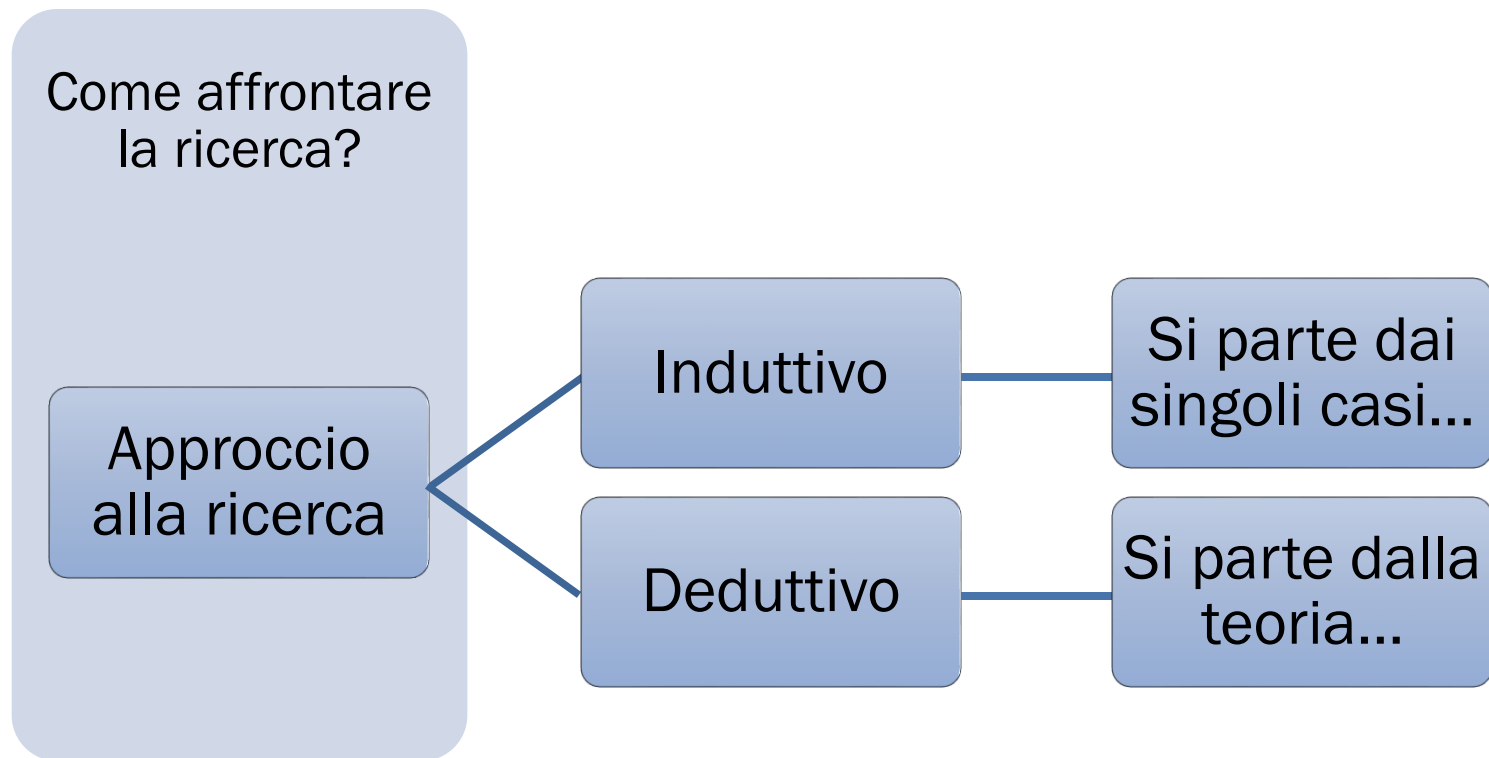 Come affrontare
la ricerca?
Approccio
alla ricerca
Induttivo
Si parte dai
singoli casi...
Deduttivo
Si parte dalla
teoria...